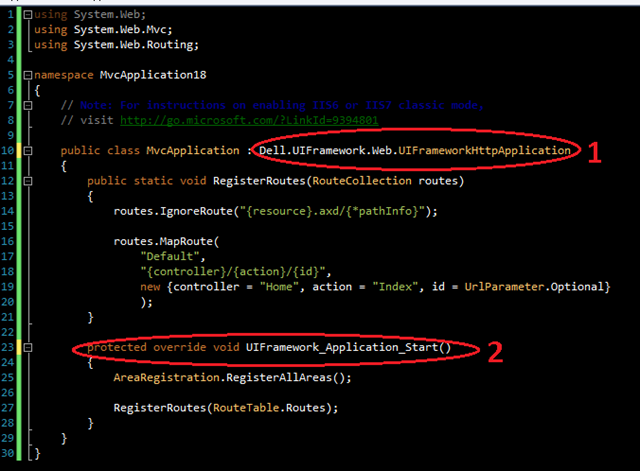 1 using System.Web;
2 using System.Web.Mvc;
3 using System.Web.Routing;
4
5 namespace MvcApplication18
6 {
7 // Note: For instructions on enabling IIS6 or IIS7 classic mode,
8 // visit http://go.microsoft.com/?LinkId=9394801
9
10 public class MvcApplication : Dell.UIFramework.Web.UIFrameworkHttpApplication 1
11 {
12 public static void RegisterRoutes(RouteCollection routes)
13 {
14 routes.IgnoreRoute("{resource}.axd/{*pathInfo}");
15
16 routes.MapRoute(
17 "Default",
18 "{controller}/{action}/{id}",
19 new {controller = "Home", action = "Index", id = UrlParameter.Optional}
20 );
21 }
22
23 protected override void UIFramework_Application_Start() 2
24 {
25 AreaRegistration.RegisterAllAreas();
26
27 RegisterRoutes(RouteTable.Routes);
28 }
29 }
30 }